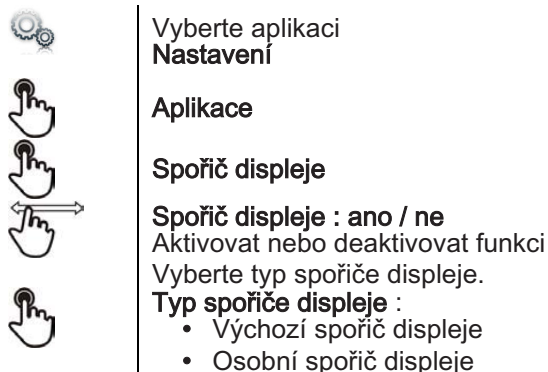 Vyberte aplikaci
Nastavení
Aplikace
Spořič displeje
Spořič displeje : ano / ne
Aktivovat nebo deaktivovat funkci
Vyberte typ spořiče displeje.
Typ spořiče displeje :
• Výchozí spořič displeje
• Osobní spořič displeje